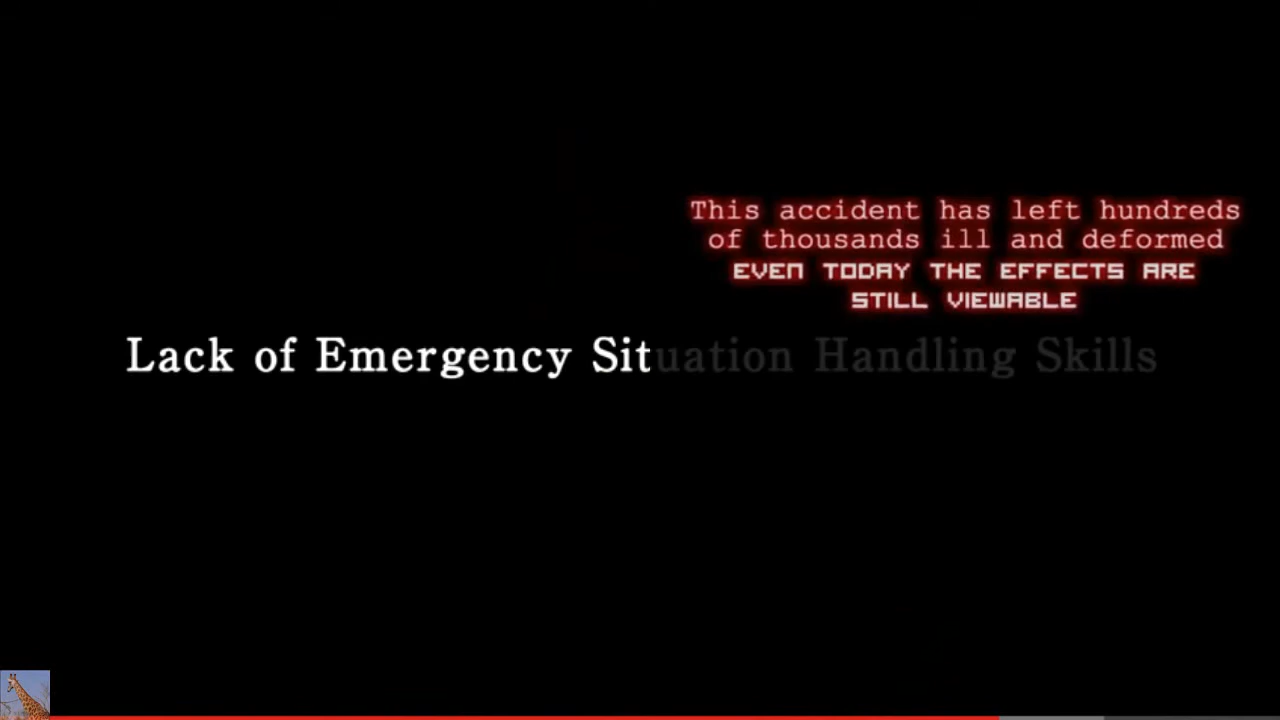 This accident has left hundreds
of thousands ill and deformed
EVEN TODAY THE EFFECTS ARE
STILL VIEWABLE
Lack of Emergency Situation Handling Skills